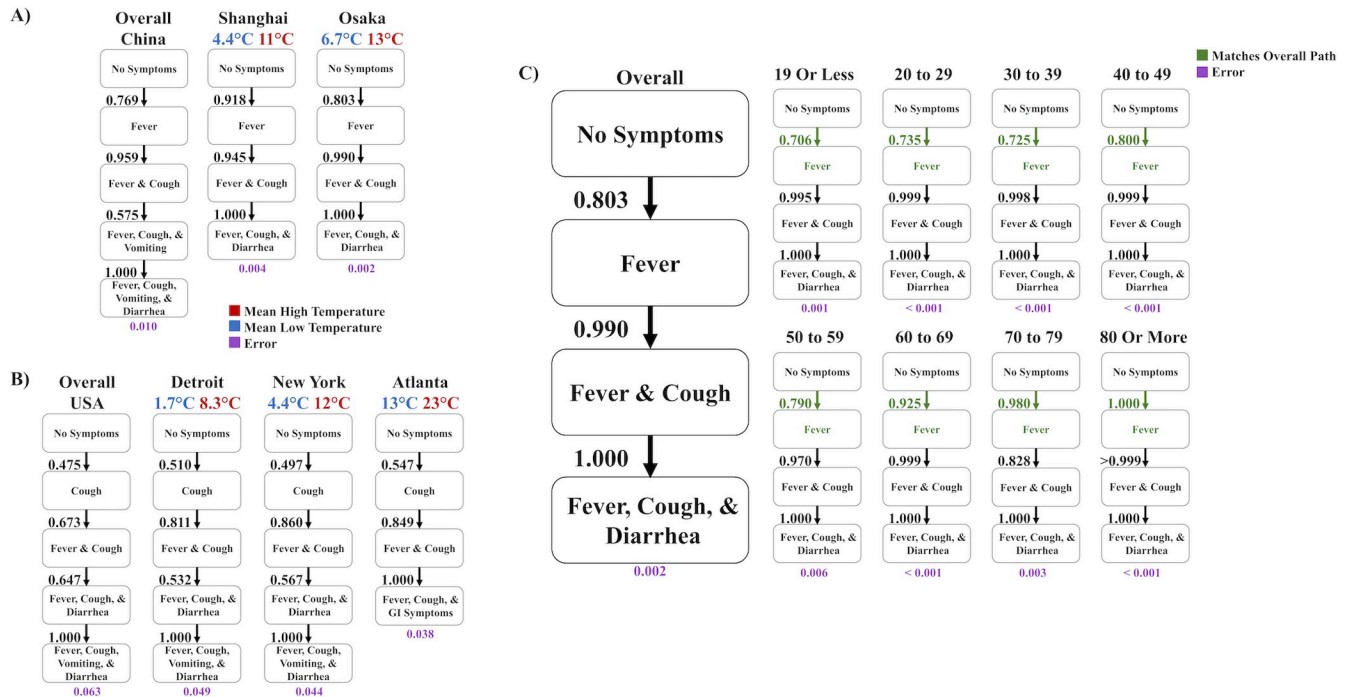 A)
Overall
China
No Symptoms
0.769
Fever
0.959
Fever & Cough
0.575
Fever, Cough, &
Vomiting
1.000
Fever, Cough,
Vomiting, &
Diarrhea
0.010
Shanghai
4.4°C 11°C
No Symptoms
0.918
Fever
0.945
Fever & Cough
1.000
Fever, Cough, &
Diarrhea
0.004
Osaka
6.7°C 13°C
No Symptoms
0.803
Fever
0.990
Fever & Cough
1.000
Fever, Cough, &
Diarrhea
0.002
Mean High Temperature
Mean Low Temperature
Error
B)
Overall
USA
No Symptoms
0.475
Cough
0.673
Fever & Cough
0.647
Fever, Cough, &
Diarrhea
1.000
Fever, Cough,
Vomiting, &
Diarrhea
0.063
Detroit
1.7°C 8.3°C
No Symptoms
0.510
Cough
0.811
Fever & Cough
0.532
Fever, Cough, &
Diarrhea
1.000
Fever, Cough,
Vomiting, &
Diarrhea
0.049
New York
4.4°C 12°C
No Symptoms
0.497
Cough
0.860
Fever & Cough
0.567
Fever, Cough, &
Diarrhea
1.000
Fever, Cough,
Vomiting, &
Diarrhea
0.044
Atlanta
13°C 23°C
No Symptoms
0.547
Cough
0.849
Fever & Cough
1.000
Fever, Cough, &
GI Symptoms
0.038
C)
Matches Overall Path
Error
Overall
No Symptoms
0.803
Fever
0.990
Fever & Cough
1.000
Fever, Cough, &
Diarrhea
0.002
19 Or Less
No Symptoms
0.706
Fever
0.995
Fever & Cough
1.000
Fever, Cough, &
Diarrhea
0.001
20 to 29
No Symptoms
0.735
Fever
0.999
Fever & Cough
1.000
Fever, Cough, &
Diarrhea
< 0.001
30 to 39
No Symptoms
0.725
Fever
0.998
Fever & Cough
1.000
Fever, Cough, &
Diarrhea
< 0.001
40 to 49
No Symptoms
0.800
Fever
0.999
Fever & Cough
1.000
Fever, Cough, &
Diarrhea
< 0.001
50 to 59
No Symptoms
0.790
Fever
0.970
Fever & Cough
1.000
Fever, Cough, &
Diarrhea
0.006
60 to 69
No Symptoms
0.925
Fever
0.999
Fever & Cough
1.000
Fever, Cough, &
Diarrhea
< 0.001
70 to 79
No Symptoms
0.980
Fever
0.828
Fever & Cough
1.000
Fever, Cough, &
Diarrhea
0.003
80 Or More
No Symptoms
1.000
Fever
>0.999
Fever & Cough
1.000
Fever, Cough, &
Diarrhea
< 0.001